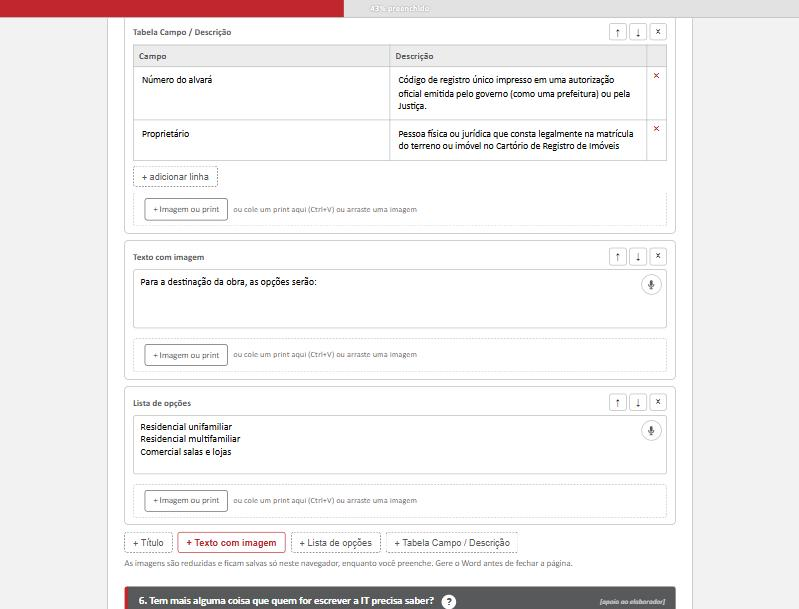 43% preenchido
Tabela Campo / Descrição
↑ ↓ ×
Campo Descrição
Número do alvará
Código de registro único impresso em uma autorização
oficial emitida pelo governo (como uma prefeitura) ou pela
Justiça.
×
Proprietário
Pessoa física ou jurídica que consta legalmente na matrícula
do terreno ou imóvel no Cartório de Registro de Imóveis
×
+ adicionar linha
+ Imagem ou print ou cole um print aqui (Ctrl+V) ou arraste uma imagem
Texto com imagem
↑ ↓ ×
Para a destinação da obra, as opções serão:
+ Imagem ou print ou cole um print aqui (Ctrl+V) ou arraste uma imagem
Lista de opções
↑ ↓ ×
Residencial unifamiliar
Residencial multifamiliar
Comercial salas e lojas
+ Imagem ou print ou cole um print aqui (Ctrl+V) ou arraste uma imagem
+ Título + Texto com imagem + Lista de opções + Tabela Campo / Descrição
As imagens são reduzidas e ficam salvas só neste navegador, enquanto você preenche. Gere o Word antes de fechar a página.
6. Tem mais alguma coisa que quem for escrever a IT precisa saber? ? [apoio ao elaborador]